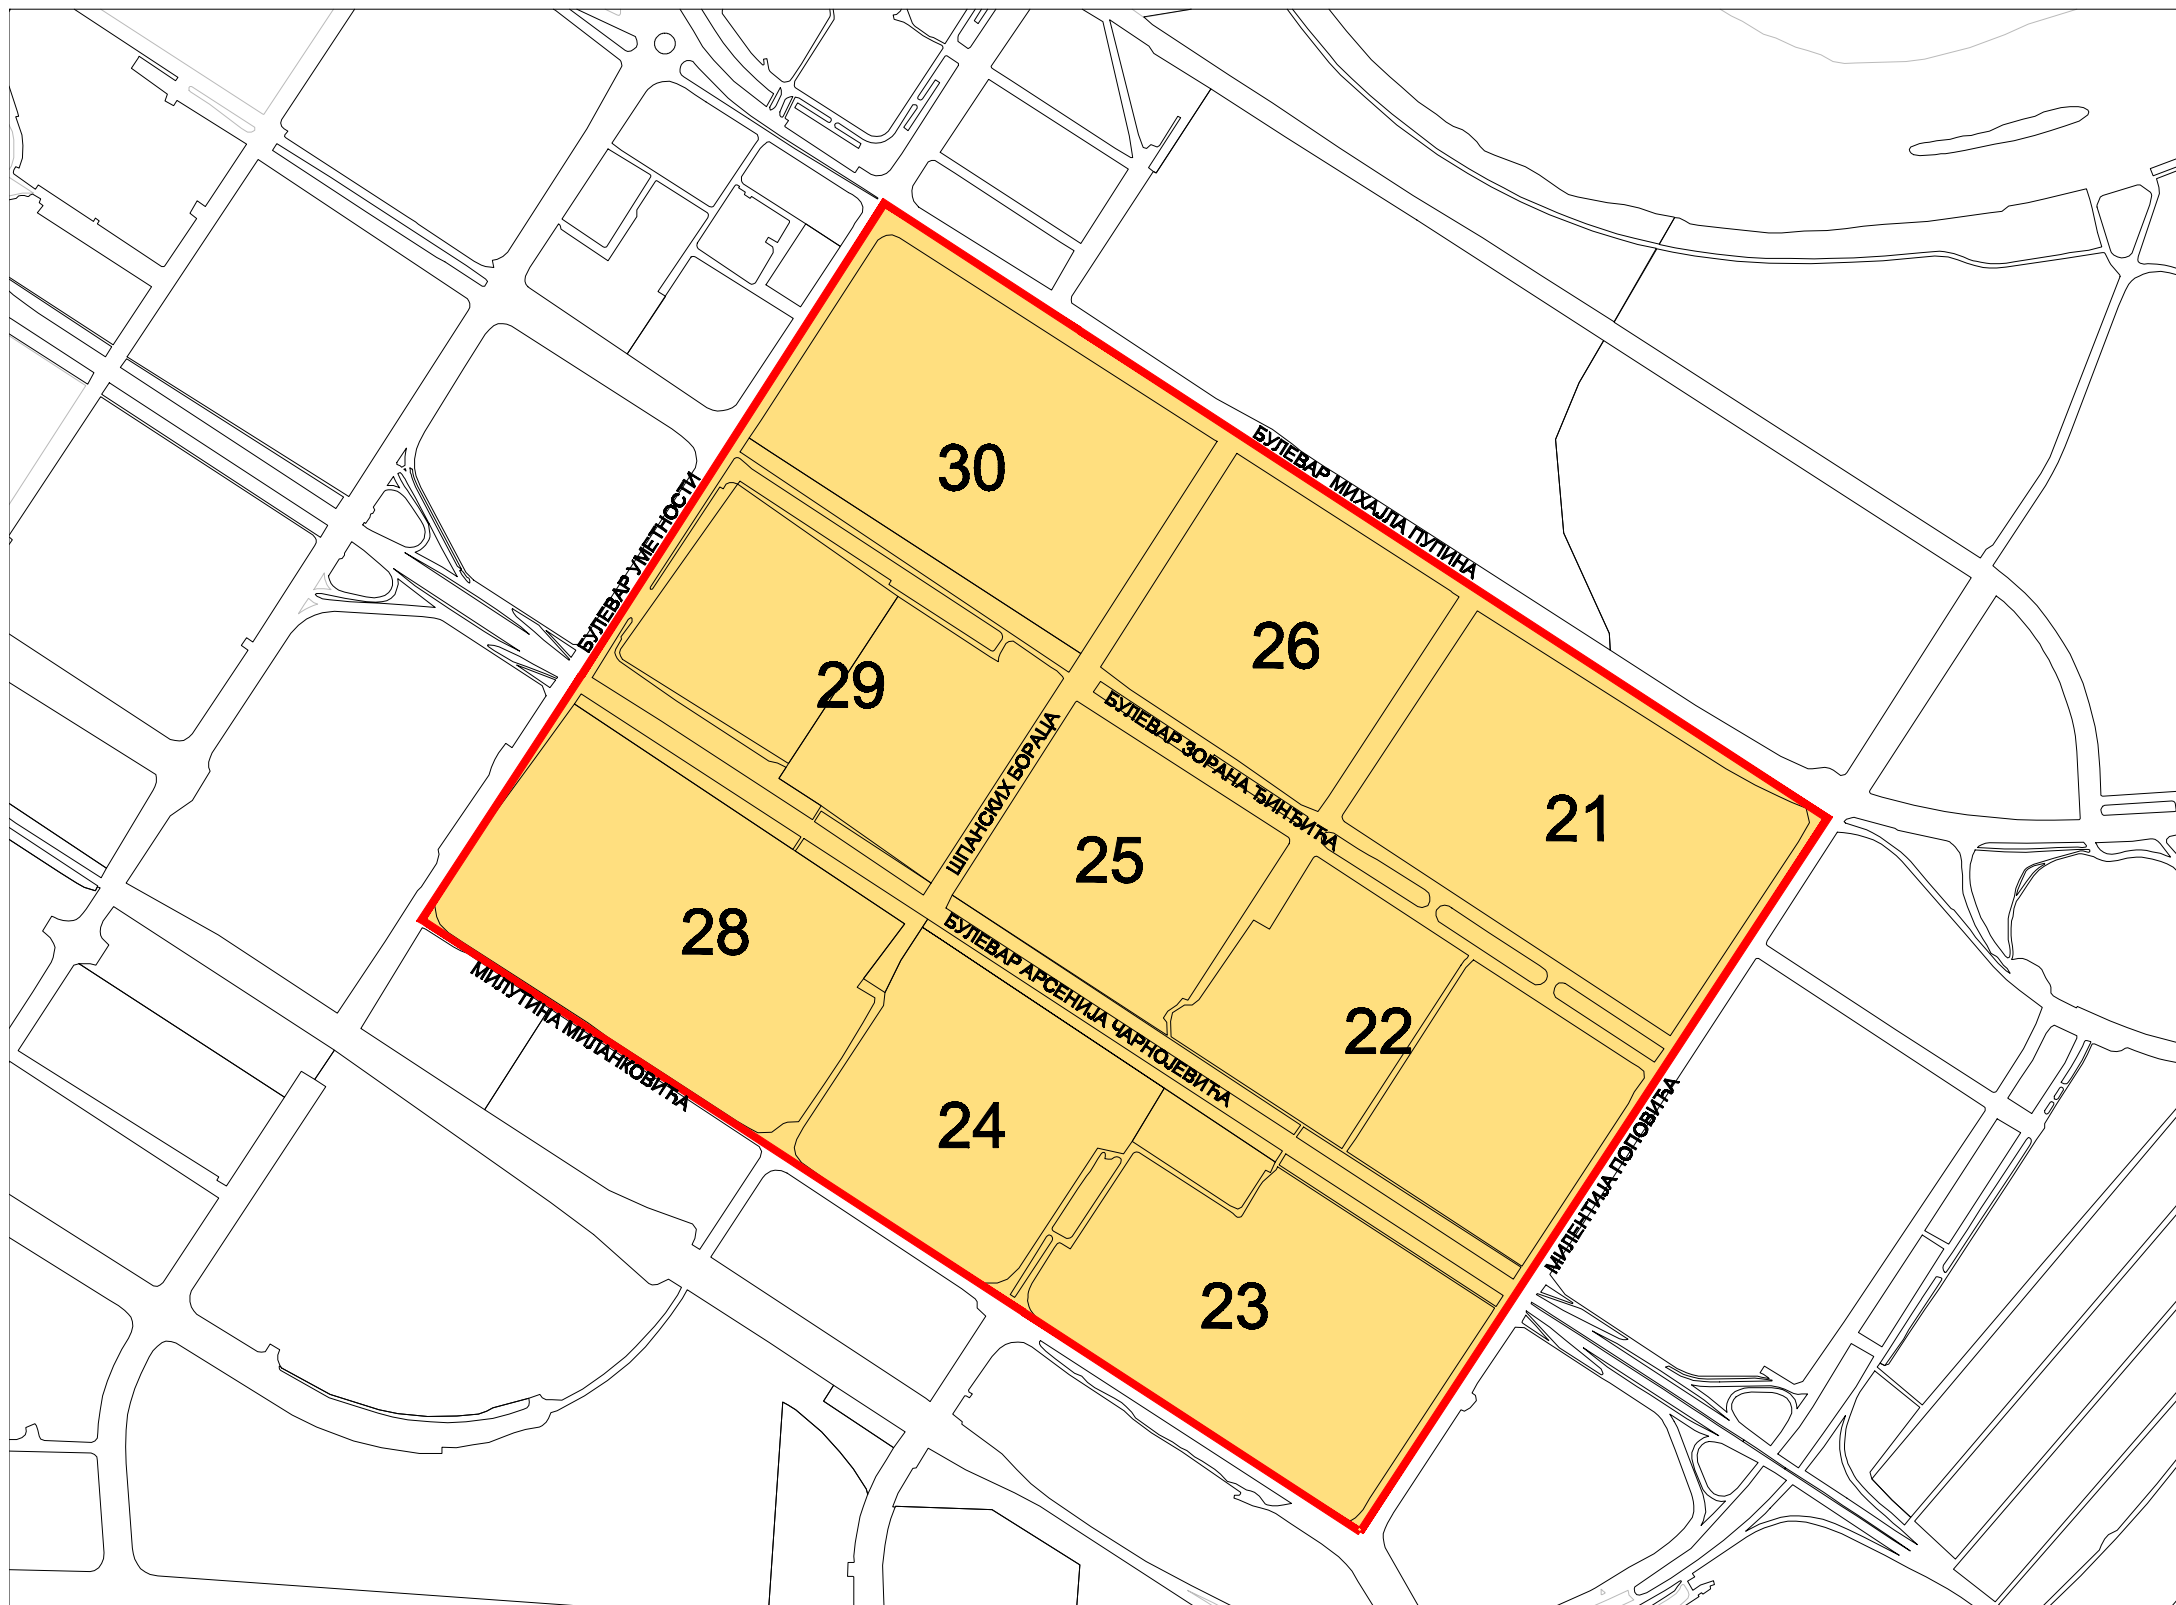 30
БУЛЕВАР МИХАЈЛА ПУПИНА
БУЛЕВАР УМЕТНОСТИ
26
29
БУЛЕВАР ЗОРАНА ЂИНЂИЋА
21
ШПАНСКИХ БОРАЦА
25
28
БУЛЕВАР АРСЕНИЈА ЧАРНОЈЕВИЋА
22
МИЛУТИНА МИЛАНКОВИЋА
24
МИЛЕНТИЈА ПОПОВИЋА
23